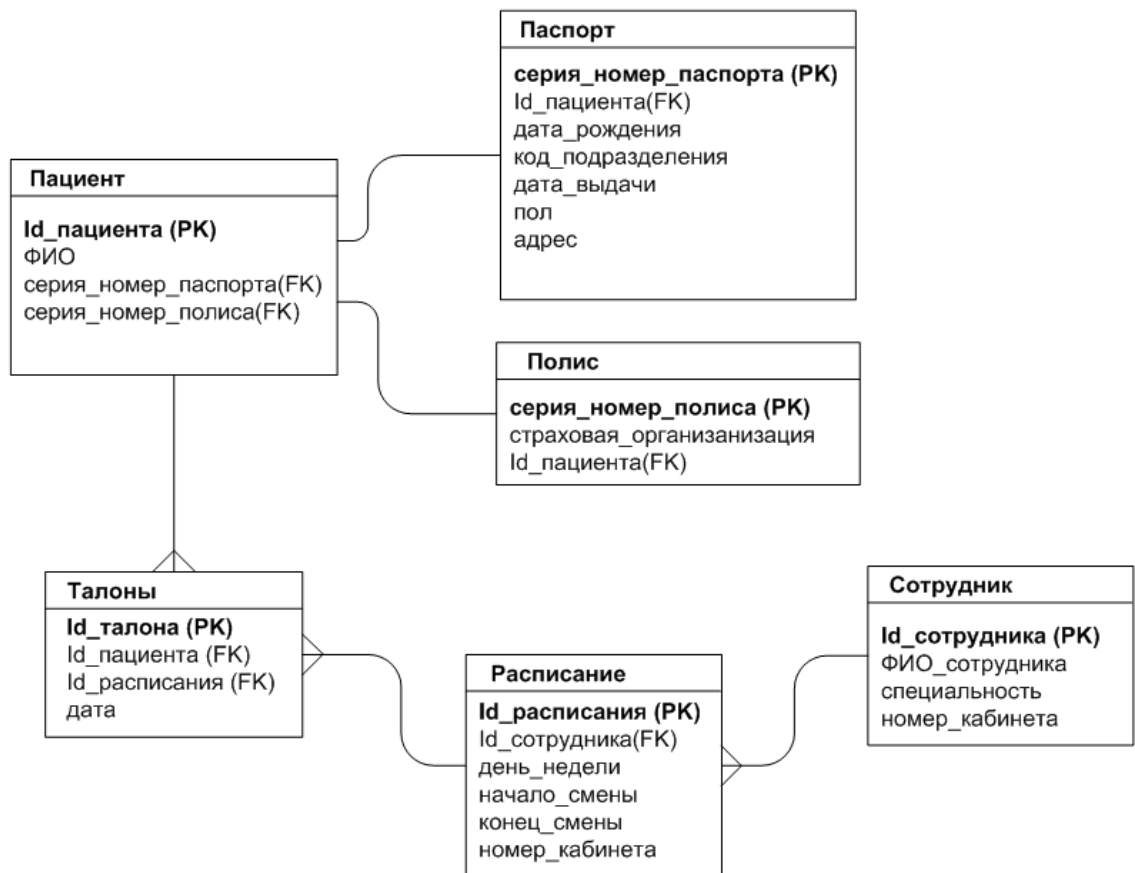 Паспорт
серия_номер_паспорта (PK)
Id_пациента(FK)
дата_рождения
код_подразделения
дата_выдачи
пол
адрес
Пациент
Id_пациента (PK)
ФИО
серия_номер_паспорта(FK)
серия_номер_полиса(FK)
Полис
серия_номер_полиса (PK)
страховая_организанизация
Id_пациента(FK)
Талоны
Id_талона (PK)
Id_пациента (FK)
Id_расписания (FK)
дата
Расписание
Id_расписания (PK)
Id_сотрудника(FK)
день_недели
начало_смены
конец_смены
номер_кабинета
Сотрудник
Id_сотрудника (PK)
ФИО_сотрудника
специальность
номер_кабинета